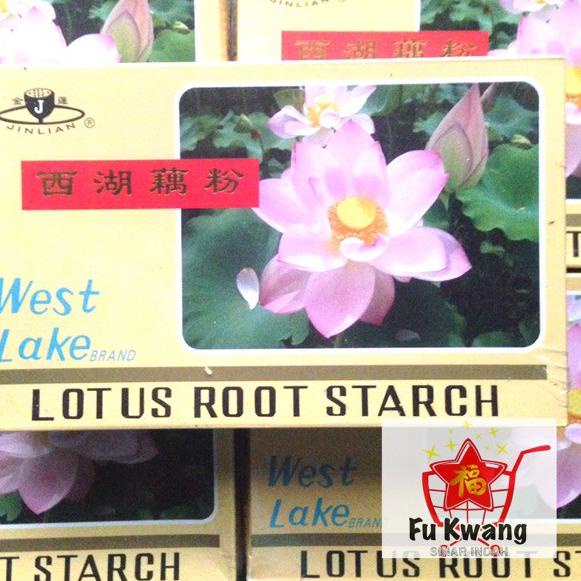 JINLIAN
西湖藕粉
金 J 蓮
JINLIAN ®
西湖藕粉
West
Lake BRAND
LOTUS ROOT STARCH
West
Lake BRAND
福
Fu Kwang
SINAR INDAH
T STARCH
LOTUS ROOT S